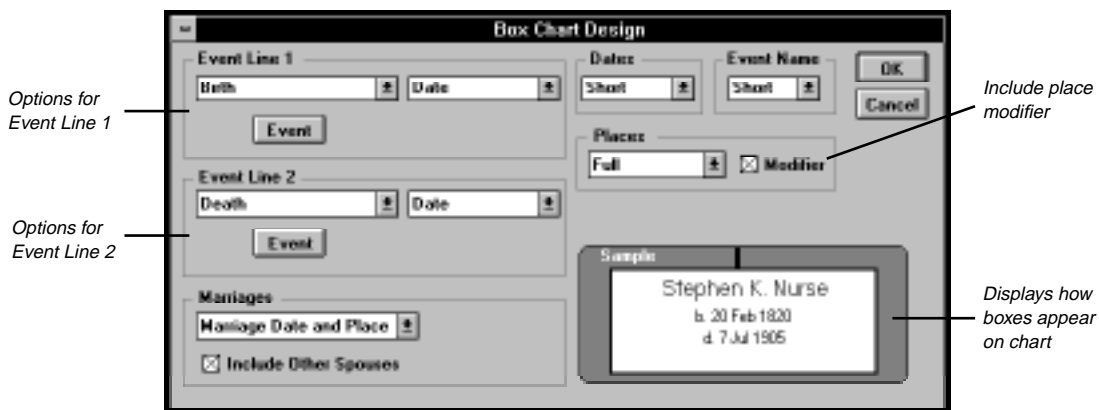 Box Chart Design
Event Line 1
Birth Date
Event
Dates
Short
Event Name
Short
OK
Cancel
Places
Full Modifier
Event Line 2
Death Date
Event
Marriages
Marriage Date and Place
Include Other Spouses
Sample
Stephen K. Nurse
b. 20 Feb 1820
d. 7 Jul 1905
Options for
Event Line 1
Options for
Event Line 2
Include place
modifier
Displays how
boxes appear
on chart